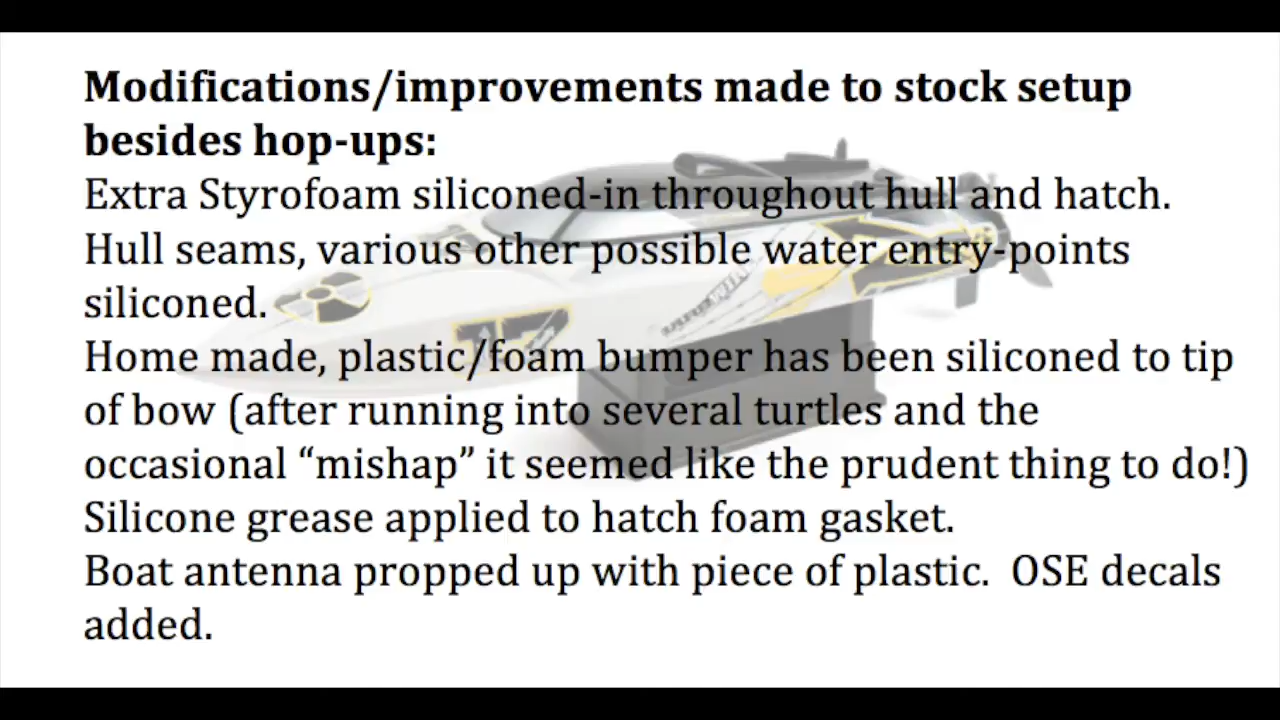 Modifications/improvements made to stock setup
besides hop-ups:
Extra Styrofoam siliconed-in throughout hull and hatch.
Hull seams, various other possible water entry-points
siliconed.
Home made, plastic/foam bumper has been siliconed to tip
of bow (after running into several turtles and the
occasional “mishap” it seemed like the prudent thing to do!)
Silicone grease applied to hatch foam gasket.
Boat antenna propped up with piece of plastic.  OSE decals
added.
17